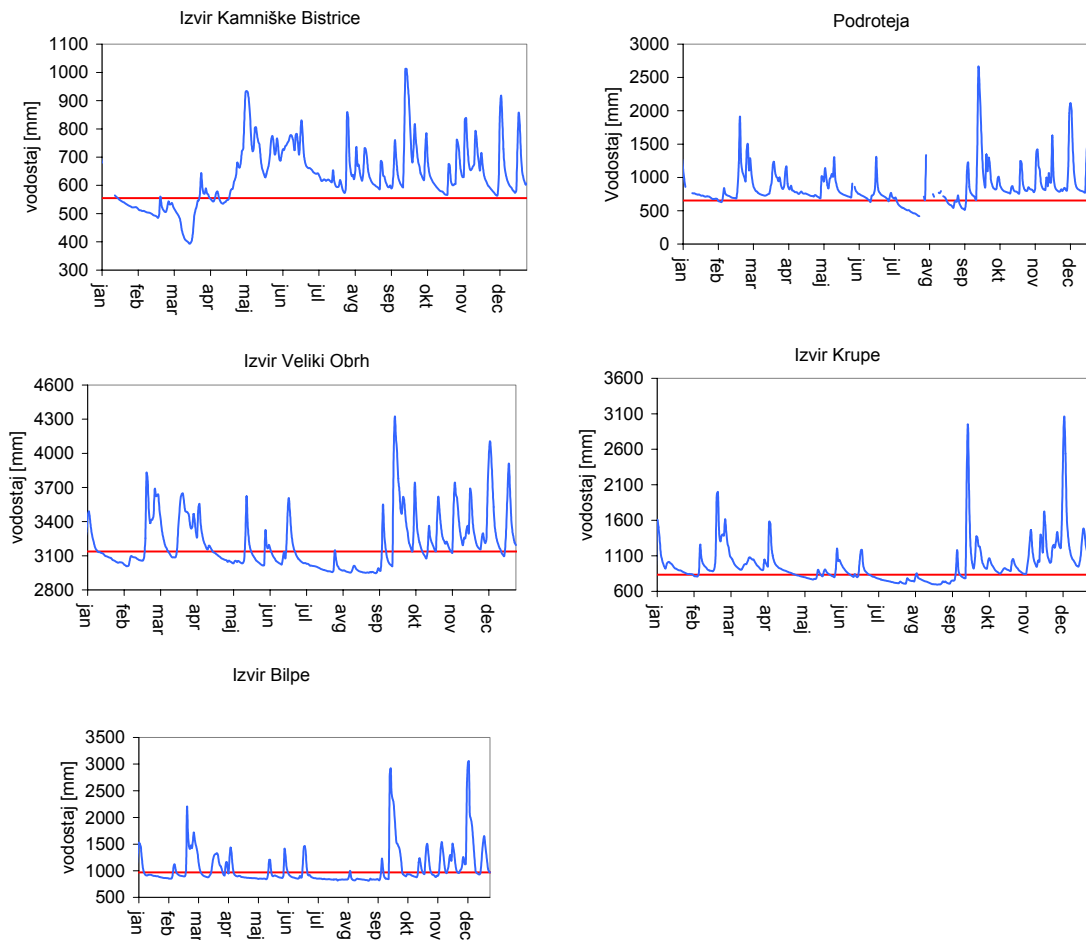 Izvir Kamniške Bistrice
vodostaj [mm]
1100
1000
900
800
700
600
500
400
300
jan feb mar apr maj jun jul avg sep okt nov dec
Podroteja
Vodostaj [mm]
3000
2500
2000
1500
1000
500
0
jan feb mar apr maj jun jul avg sep okt nov dec
Izvir Veliki Obrh
vodostaj [mm]
4600
4300
3700
3400
3100
2800
jan feb mar apr maj jun jul avg sep okt nov dec
Izvir Krupe
vodostaj [mm]
3600
3100
2600
2100
1600
1100
600
jan feb mar apr maj jun jul avg sep okt nov dec
Izvir Bilpe
vodostaj [mm]
3500
3000
2500
2000
1500
1000
500
jan feb mar apr maj jun jul avg sep okt nov dec